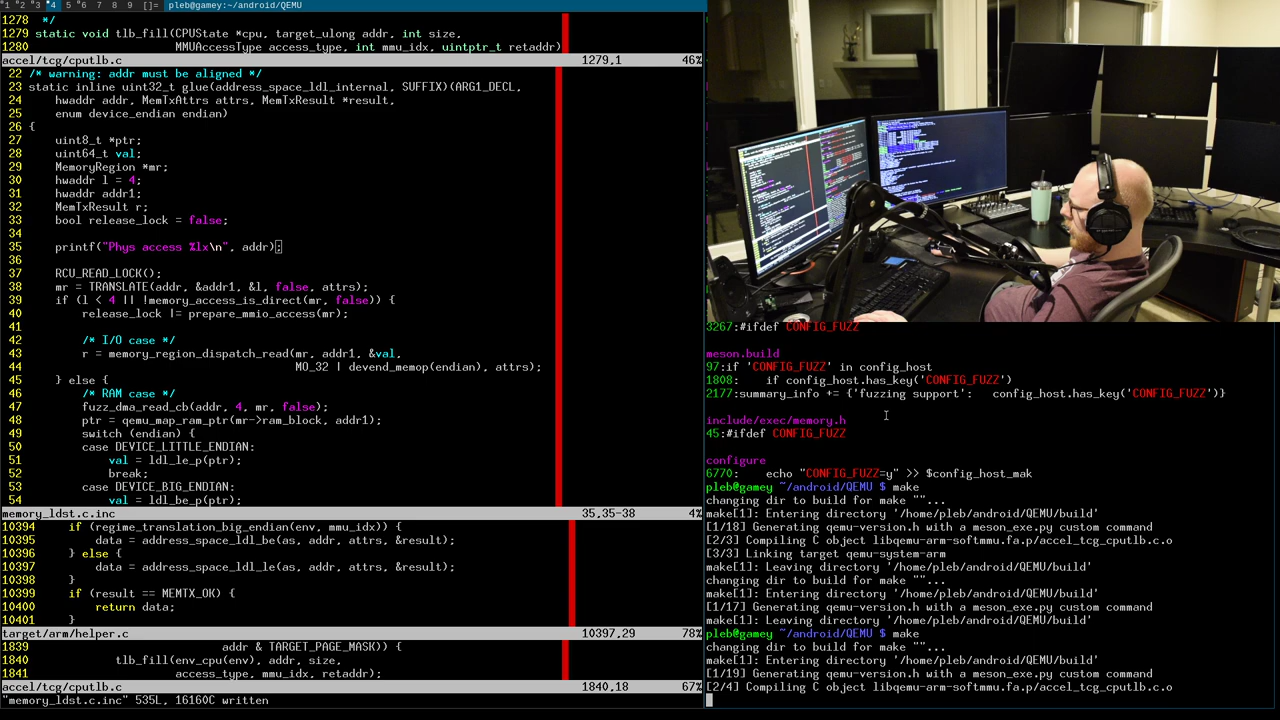 1 2 3 4 5 6 7 8 9 []= pleb@gamey:~/android/QEMU
1278  */
1279 static void tlb_fill(CPUState *cpu, target_ulong addr, int size,
1280                      MMUAccessType access_type, int mmu_idx, uintptr_t retaddr)
accel/tcg/cputlb.c 1279,1 46%
22 /* warning: addr must be aligned */
23 static inline uint32_t glue(address_space_ldl_internal, SUFFIX)(ARG1_DECL,
24     hwaddr addr, MemTxAttrs attrs, MemTxResult *result,
25     enum device_endian endian)
26 {
27     uint8_t *ptr;
28     uint64_t val;
29     MemoryRegion *mr;
30     hwaddr l = 4;
31     hwaddr addr1;
32     MemTxResult r;
33     bool release_lock = false;
34
35     printf("Phys access %lx\n", addr);
36
37     RCU_READ_LOCK();
38     mr = TRANSLATE(addr, &addr1, &l, false, attrs);
39     if (l < 4 || !memory_access_is_direct(mr, false)) {
40         release_lock |= prepare_mmio_access(mr);
41
42         /* I/O case */
43         r = memory_region_dispatch_read(mr, addr1, &val,
44                                         MO_32 | devend_memop(endian), attrs);
45     } else {
46         /* RAM case */
47         fuzz_dma_read_cb(addr, 4, mr, false);
48         ptr = qemu_map_ram_ptr(mr->ram_block, addr1);
49         switch (endian) {
50         case DEVICE_LITTLE_ENDIAN:
51             val = ldl_le_p(ptr);
52             break;
53         case DEVICE_BIG_ENDIAN:
54             val = ldl_be_p(ptr);
memory_ldst.c.inc 35,35-38 4%
10394     if (regime_translation_big_endian(env, mmu_idx)) {
10395         data = address_space_ldl_be(as, addr, attrs, &result);
10396     } else {
10397         data = address_space_ldl_le(as, addr, attrs, &result);
10398     }
10399     if (result == MEMTX_OK) {
10400         return data;
10401     }
target/arm/helper.c 10397,29 78%
1839                             addr & TARGET_PAGE_MASK)) {
1840             tlb_fill(env_cpu(env), addr, size,
1841                      access_type, mmu_idx, retaddr);
accel/tcg/cputlb.c 1840,18 67%
"memory_ldst.c.inc" 535L, 16160C written
3267:#ifdef CONFIG_FUZZ
meson.build
97:if 'CONFIG_FUZZ' in config_host
1808:    if config_host.has_key('CONFIG_FUZZ')
2177:summary_info += {'fuzzing support':   config_host.has_key('CONFIG_FUZZ')}
include/exec/memory.h
45:#ifdef CONFIG_FUZZ
configure
6770:    echo "CONFIG_FUZZ=y" >> $config_host_mak
pleb@gamey ~/android/QEMU $ make
changing dir to build for make ""...
make[1]: Entering directory '/home/pleb/android/QEMU/build'
[1/18] Generating qemu-version.h with a meson_exe.py custom command
[2/3] Compiling C object libqemu-arm-softmmu.fa.p/accel_tcg_cputlb.c.o
[3/3] Linking target qemu-system-arm
make[1]: Leaving directory '/home/pleb/android/QEMU/build'
changing dir to build for make ""...
make[1]: Entering directory '/home/pleb/android/QEMU/build'
[1/17] Generating qemu-version.h with a meson_exe.py custom command
make[1]: Leaving directory '/home/pleb/android/QEMU/build'
pleb@gamey ~/android/QEMU $ make
changing dir to build for make ""...
make[1]: Entering directory '/home/pleb/android/QEMU/build'
[1/19] Generating qemu-version.h with a meson_exe.py custom command
[2/4] Compiling C object libqemu-arm-softmmu.fa.p/accel_tcg_cputlb.c.o